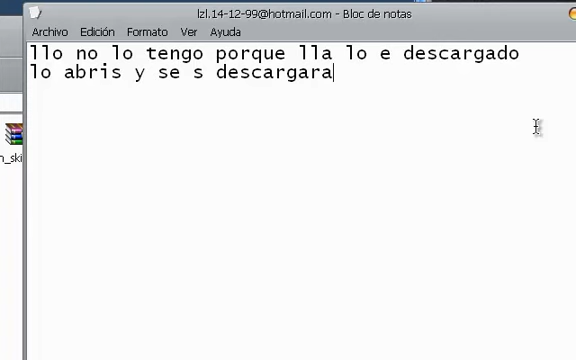 lzl.14-12-99@hotmail.com - Bloc de notas
Archivo Edición Formato Ver Ayuda
llo no lo tengo porque lla lo e descargado
lo abris y se s descargara
n_ski